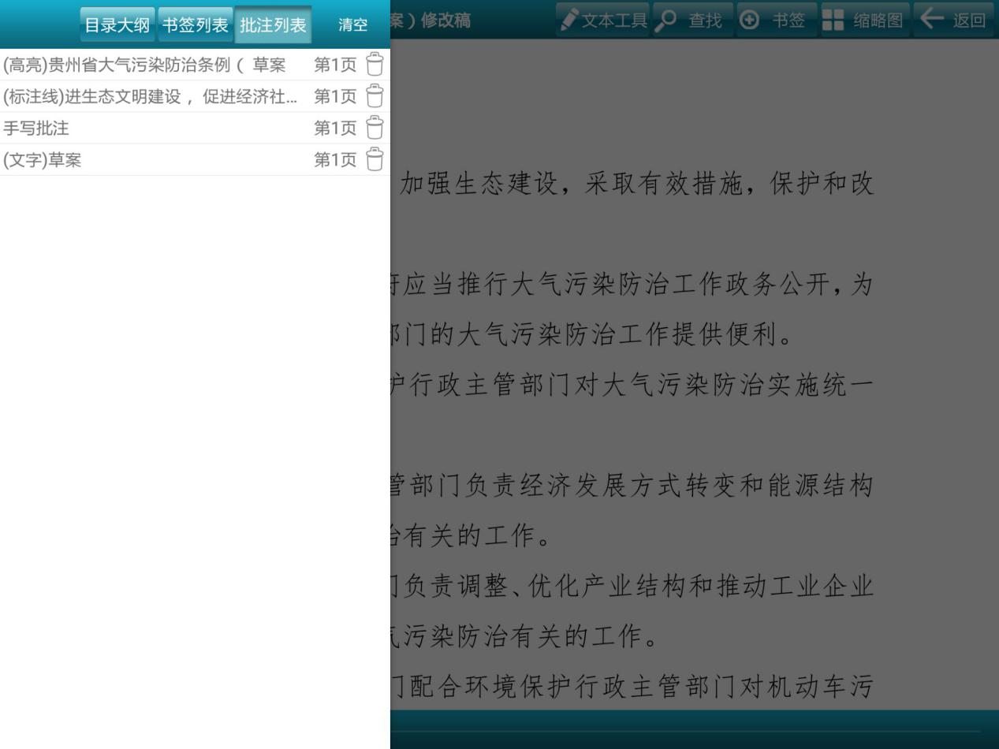 目录大纲 书签列表 批注列表 清空
案）修改稿 文本工具 查找 书签 缩略图 返回
(高亮)贵州省大气污染防治条例（ 草案 第1页
(标注线)进生态文明建设 ，促进经济社... 第1页
手写批注 第1页
(文字)草案 第1页
加强生态建设，采取有效措施，保护和改
应当推行大气污染防治工作政务公开，为
部门的大气污染防治工作提供便利。
护行政主管部门对大气污染防治实施统一
管部门负责经济发展方式转变和能源结构
治有关的工作。
门负责调整、优化产业结构和推动工业企业
气污染防治有关的工作。
门配合环境保护行政主管部门对机动车污